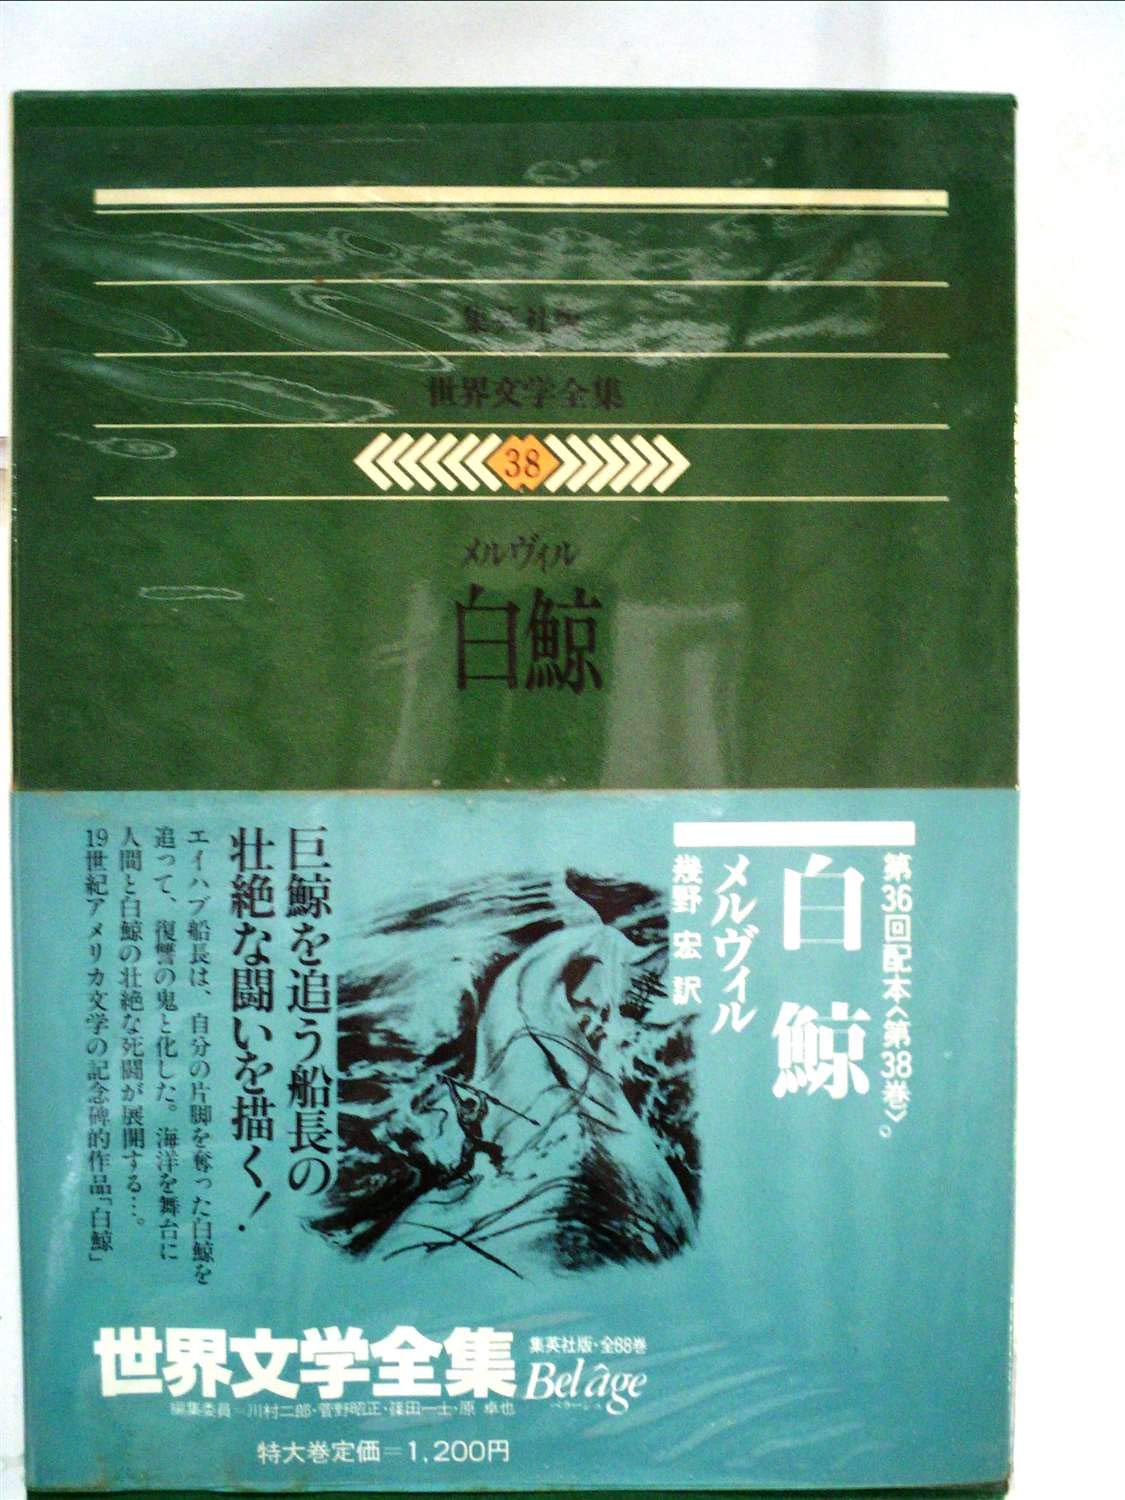 集英社版
世界文学全集
38
メルヴィル
白鯨
第36回配本〈第38巻〉。
白鯨
メルヴィル
幾野 宏 訳
巨鯨を追う船長の
壮絶な闘いを描く！
エイハブ船長は、自分の片脚を奪った白鯨を
追って、復讐の鬼と化した。海洋を舞台に
人間と白鯨の壮絶な死闘が展開する…。
19世紀アメリカ文学の記念碑的作品「白鯨」
世界文学全集
集英社版・全88巻
Belâge
ベラージュ
編集委員＝川村二郎・菅野昭正・篠田一士・原 卓也
特大巻定価＝1,200円